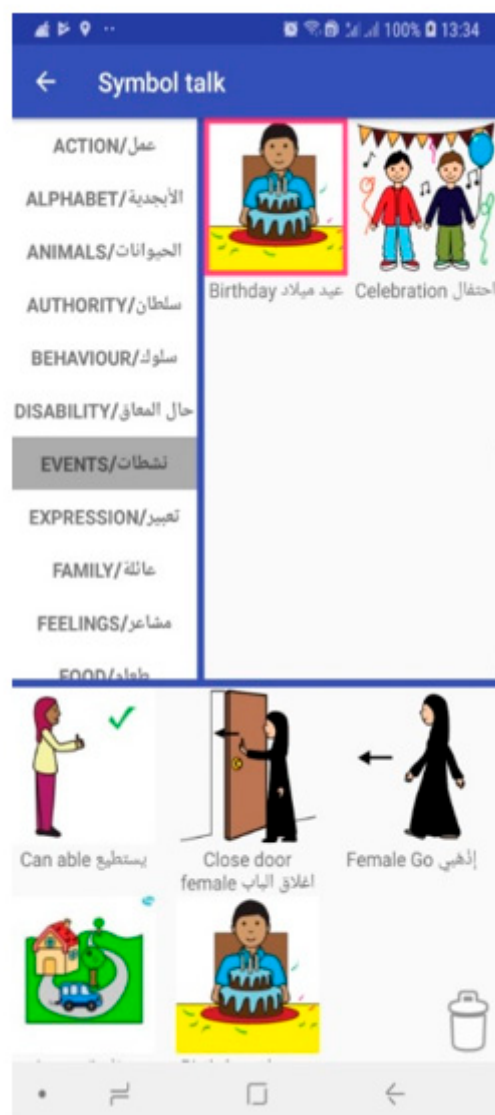 100% 13:34
Symbol talk
ACTION/عمل
ALPHABET/الأبجدية
ANIMALS/الحيوانات
AUTHORITY/سلطان
BEHAVIOUR/سلوك
DISABILITY/حال المعاق
EVENTS/نشطات
EXPRESSION/تعبير
FAMILY/عائلة
FEELINGS/مشاعر
FOOD/طعام
Birthday عيد ميلاد
Celebration احتفال
Can able يستطيع
Close door
female اغلاق الباب
Female Go إذهبي